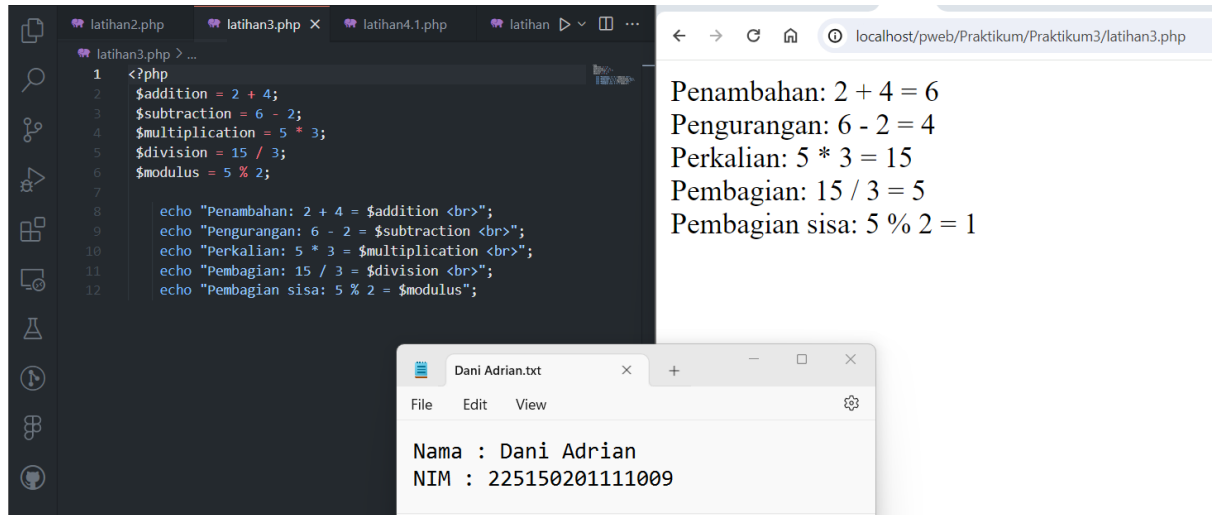 latihan2.php
latihan3.php
latihan4.1.php
latihan
latihan3.php > ...
1 <?php
2 $addition = 2 + 4;
3 $subtraction = 6 - 2;
4 $multiplication = 5 * 3;
5 $division = 15 / 3;
6 $modulus = 5 % 2;
7
8 echo "Penambahan: 2 + 4 = $addition <br>";
9 echo "Pengurangan: 6 - 2 = $subtraction <br>";
10 echo "Perkalian: 5 * 3 = $multiplication <br>";
11 echo "Pembagian: 15 / 3 = $division <br>";
12 echo "Pembagian sisa: 5 % 2 = $modulus";
localhost/pweb/Praktikum/Praktikum3/latihan3.php
Penambahan: 2 + 4 = 6
Pengurangan: 6 - 2 = 4
Perkalian: 5 * 3 = 15
Pembagian: 15 / 3 = 5
Pembagian sisa: 5 % 2 = 1
Dani Adrian.txt
File Edit View
Nama : Dani Adrian
NIM : 225150201111009